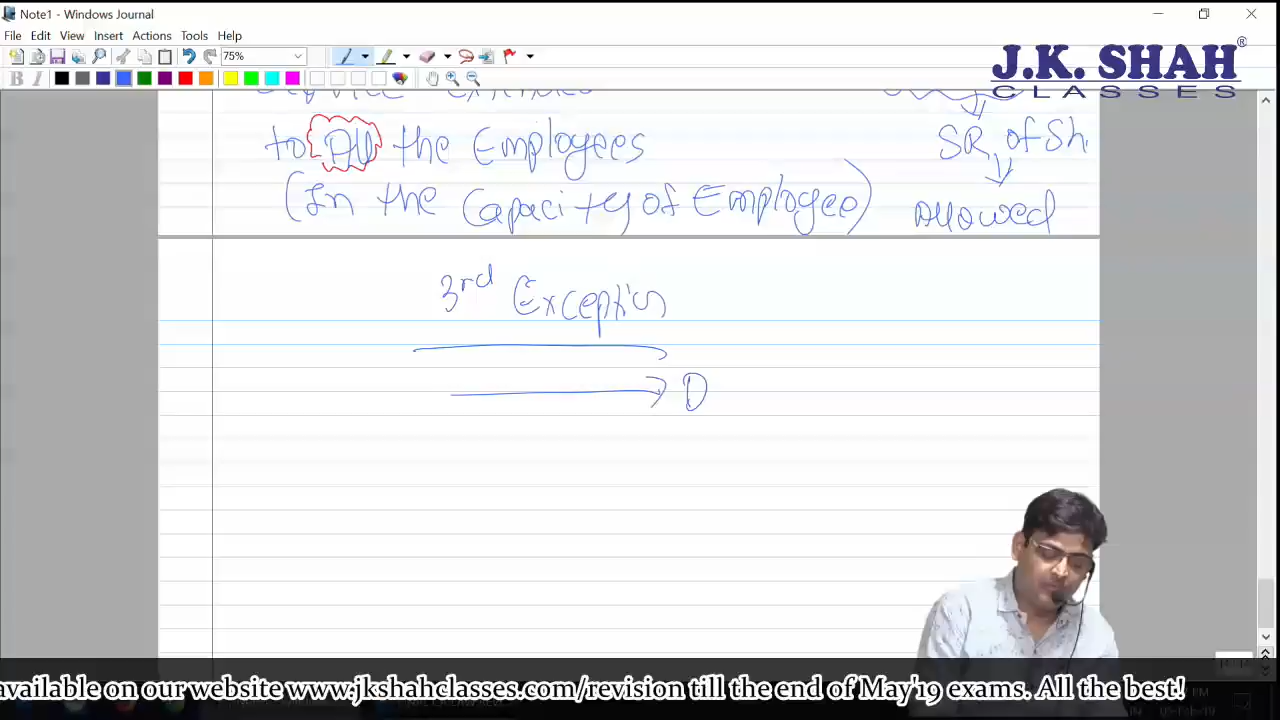 Note1 - Windows Journal
File Edit View Insert Actions Tools Help
75%
B I
J.K. SHAH®
CLASSES
to All the Employees
(In the Capacity of Employee)
SR of Sh.
Allowed
3rd Exception
D
available on our website www.jkshahclasses.com/revision till the end of May'19 exams. All the best!